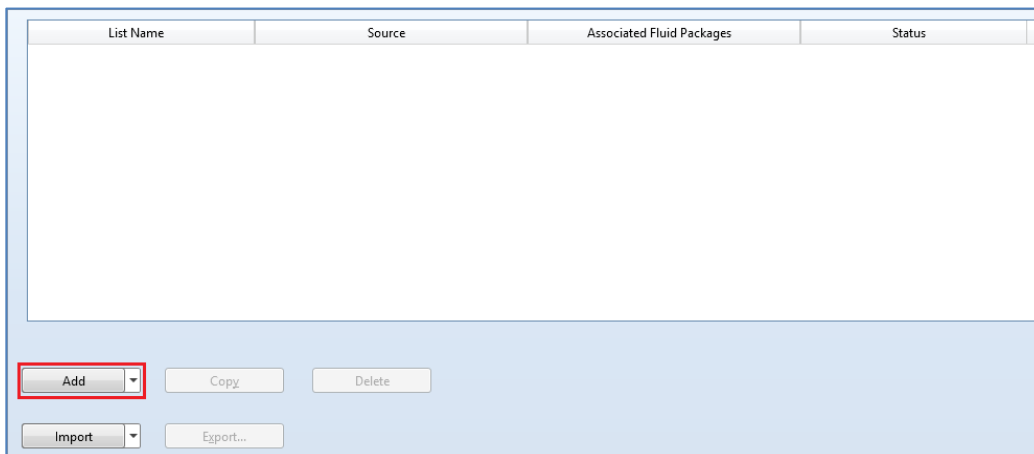 List Name Source Associated Fluid Packages Status
Add Copy Delete
Import Export...